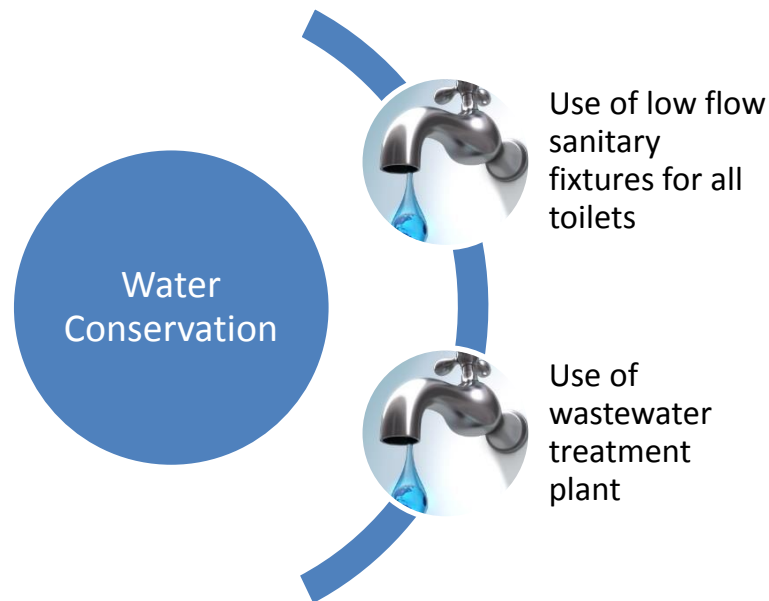 Water
Conservation
Use of low flow
sanitary
fixtures for all
toilets
Use of
wastewater
treatment
plant